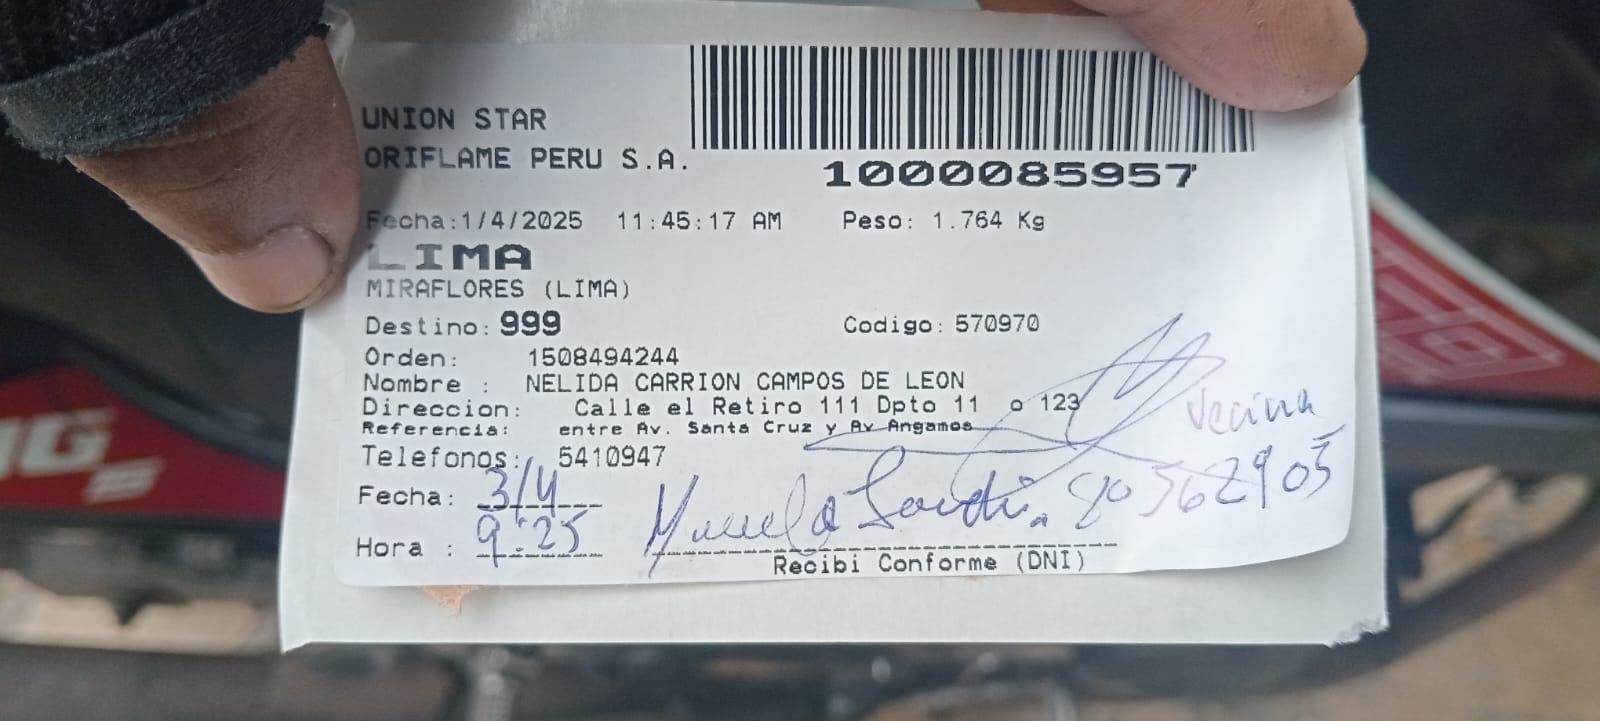 UNION STAR
ORIFLAME PERU S.A.
1000085957
Fecha:1/4/2025 11:45:17 AM Peso: 1.764 Kg
LIMA
MIRAFLORES (LIMA)
Destino: 999 Codigo: 570970
Orden: 1508494244
Nombre : NELIDA CARRION CAMPOS DE LEON
Direccion: Calle el Retiro 111 Dpto 11 o 123
Referencia: entre Av. Santa Cruz y Av Angamos
Vecina
Telefonos: 5410947
Fecha: 3/4
Hora : 9:25
Recibi Conforme (DNI)